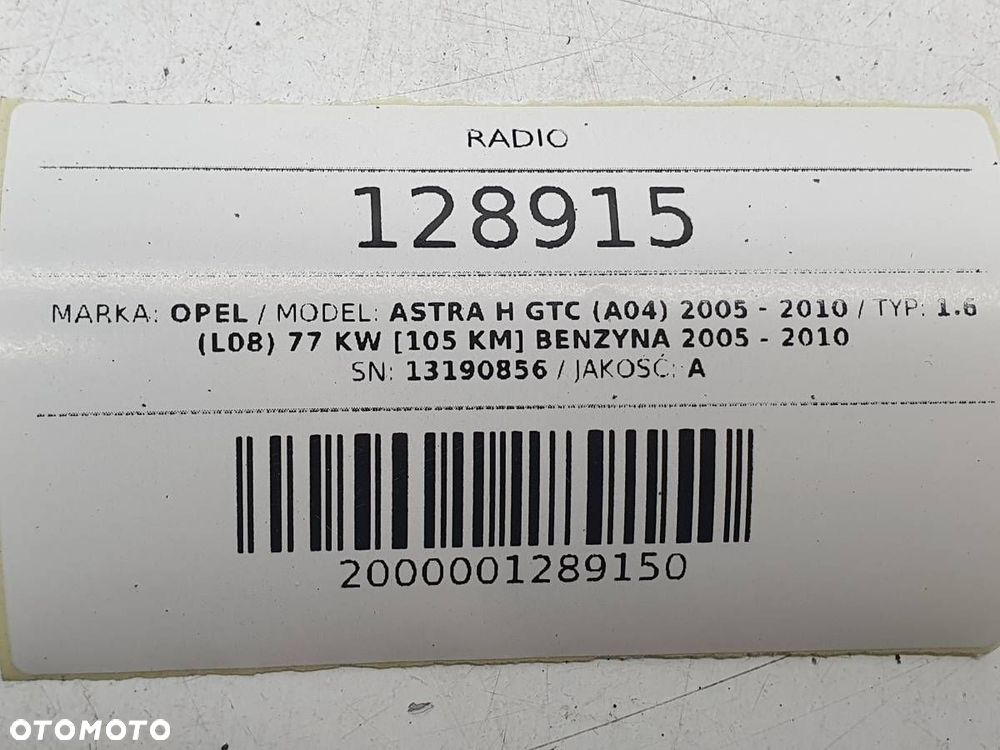 RADIO
128915
MARKA: OPEL / MODEL: ASTRA H GTC (A04) 2005 - 2010 / TYP: 1.6
(L08) 77 KW [105 KM] BENZYNA 2005 - 2010
SN: 13190856 / JAKOŚĆ: A
2000001289150
OTOMOTO